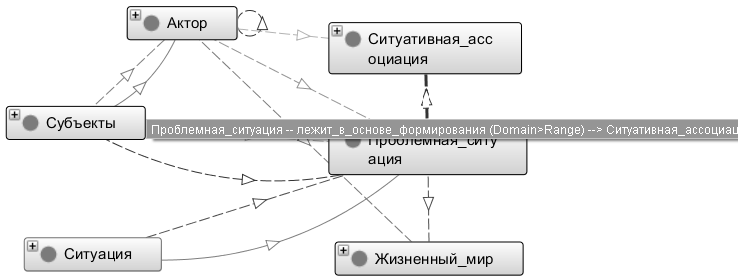 Актор
Ситуативная_асс
оциация
Субъекты
Проблемная_ситуация -- лежит_в_основе_формирования (Domain>Range) --> Ситуативная_ассоциац
Проблемная_ситу
ация
Ситуация
Жизненный_мир